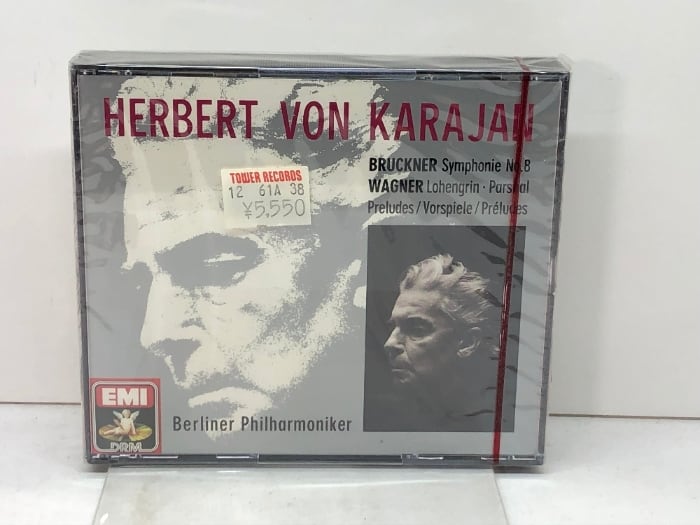 HERBERT VON KARAJAN
BRUCKNER Symphonie No.8
WAGNER Lohengrin · Parsifal
Preludes/Vorspiele/Préludes
TOWER RECORDS
12 61A 38
¥5,550
EMI
DRM
Berliner Philharmoniker